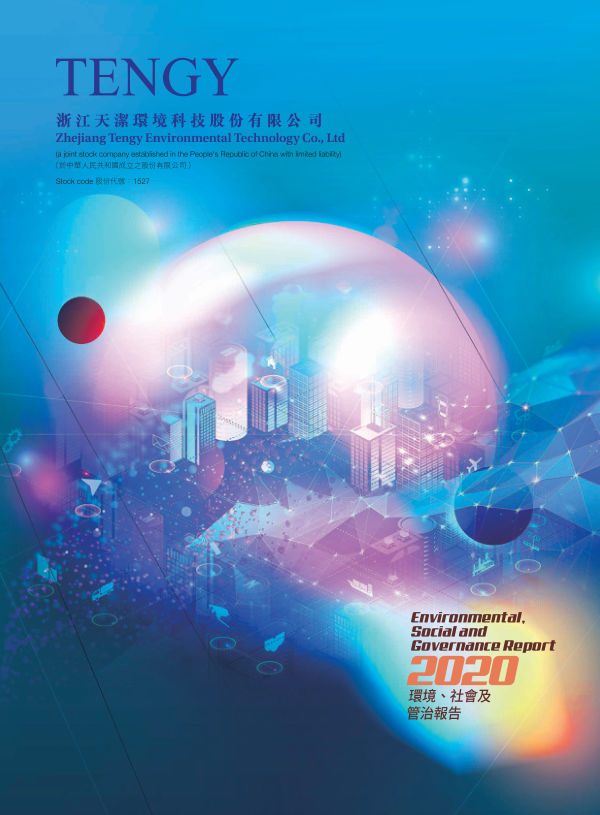 TENGY
浙江天潔環境科技股份有限公司
Zhejiang Tengy Environmental Technology Co., Ltd
(a joint stock company established in the People's Republic of China with limited liability)
(於中華人民共和國成立之股份有限公司)
Stock code 股份代號：1527
Environmental,
Social and
Governance Report
2020
環境、社會及
管治報告